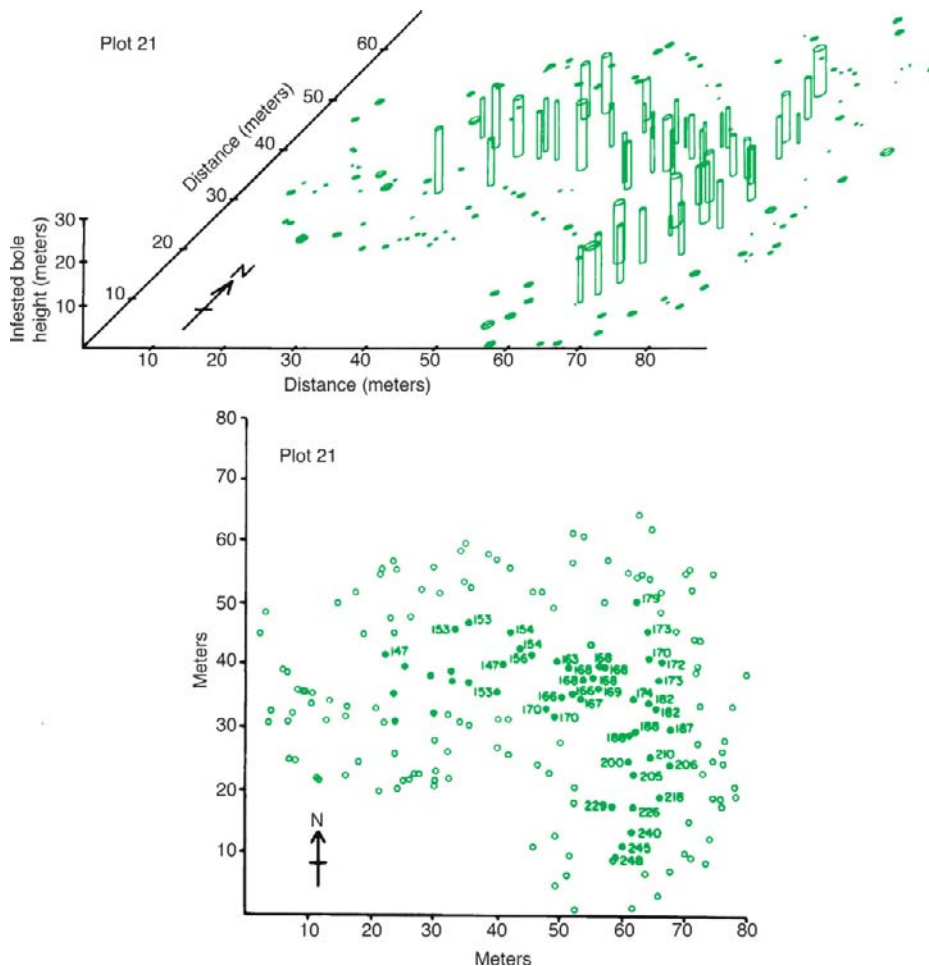 Plot 21
60
50
Distance (meters)
40
30
20
10
Infested bole
height (meters)
30
20
10
N
10 20 30 40 50 60 70 80
Distance (meters)
80
Plot 21
70
60
50
40
30
20
10
Meters
N
179
153 153 154 173
154 170
147 156 163 168 168 172
147 168 168 173
153 166 166 169 174
170 167 182
170 188 187
188 210
200 206
205
218
229 226
240
245
248
10 20 30 40 50 60 70 80
Meters